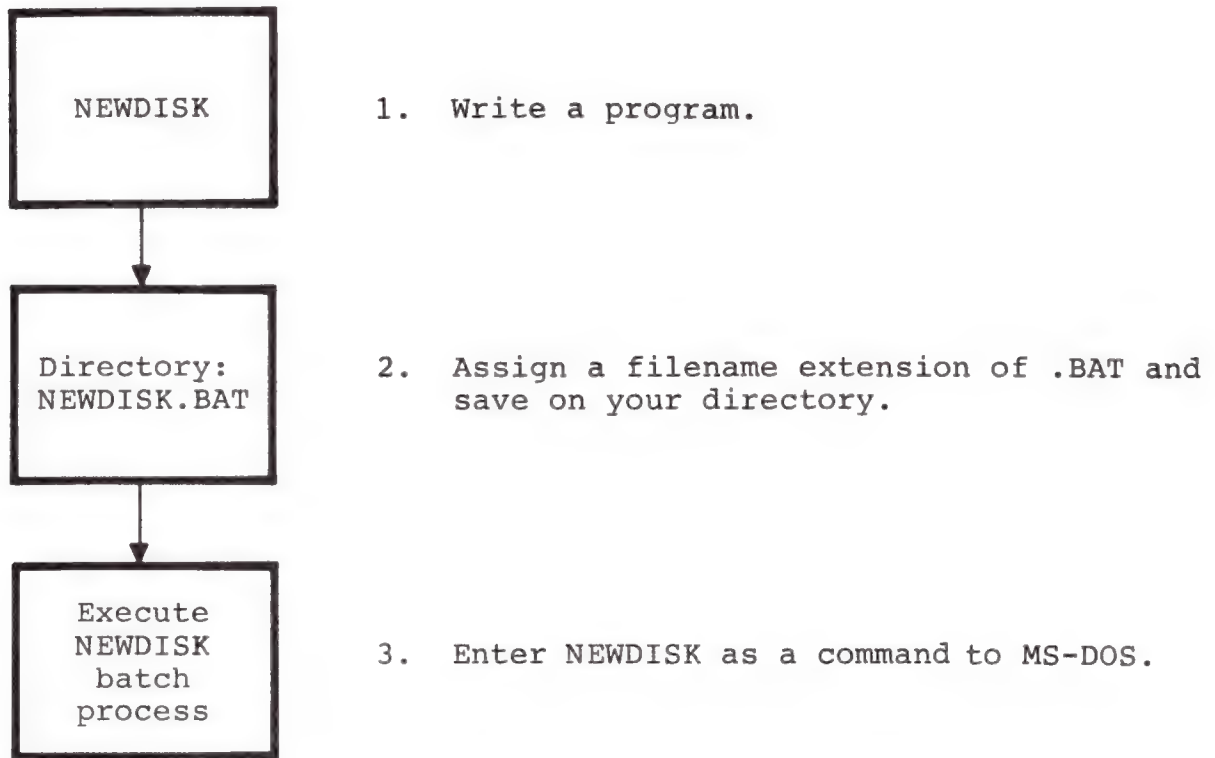 NEWDISK
1. Write a program.
Directory:
NEWDISK.BAT
2. Assign a filename extension of .BAT and
save on your directory.
Execute
NEWDISK
batch
process
3. Enter NEWDISK as a command to MS-DOS.